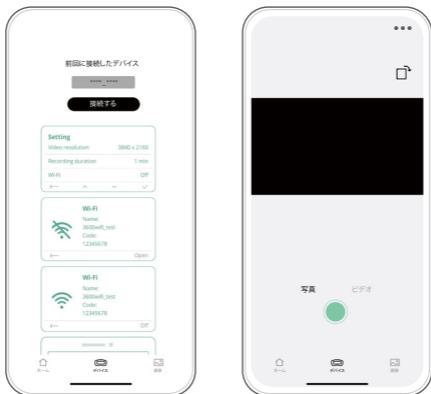 前回に接続したデバイス
接続する
Setting
Video resolution 3840 x 2160
Recording duration 1 min
Wi-Fi Off
Wi-Fi
Name:
3600wifi_test
Code:
12345678
Open
Wi-Fi
Name:
3600wifi_test
Code:
12345678
Off
ホーム デバイス
写真 ビデオ
ホーム デバイス